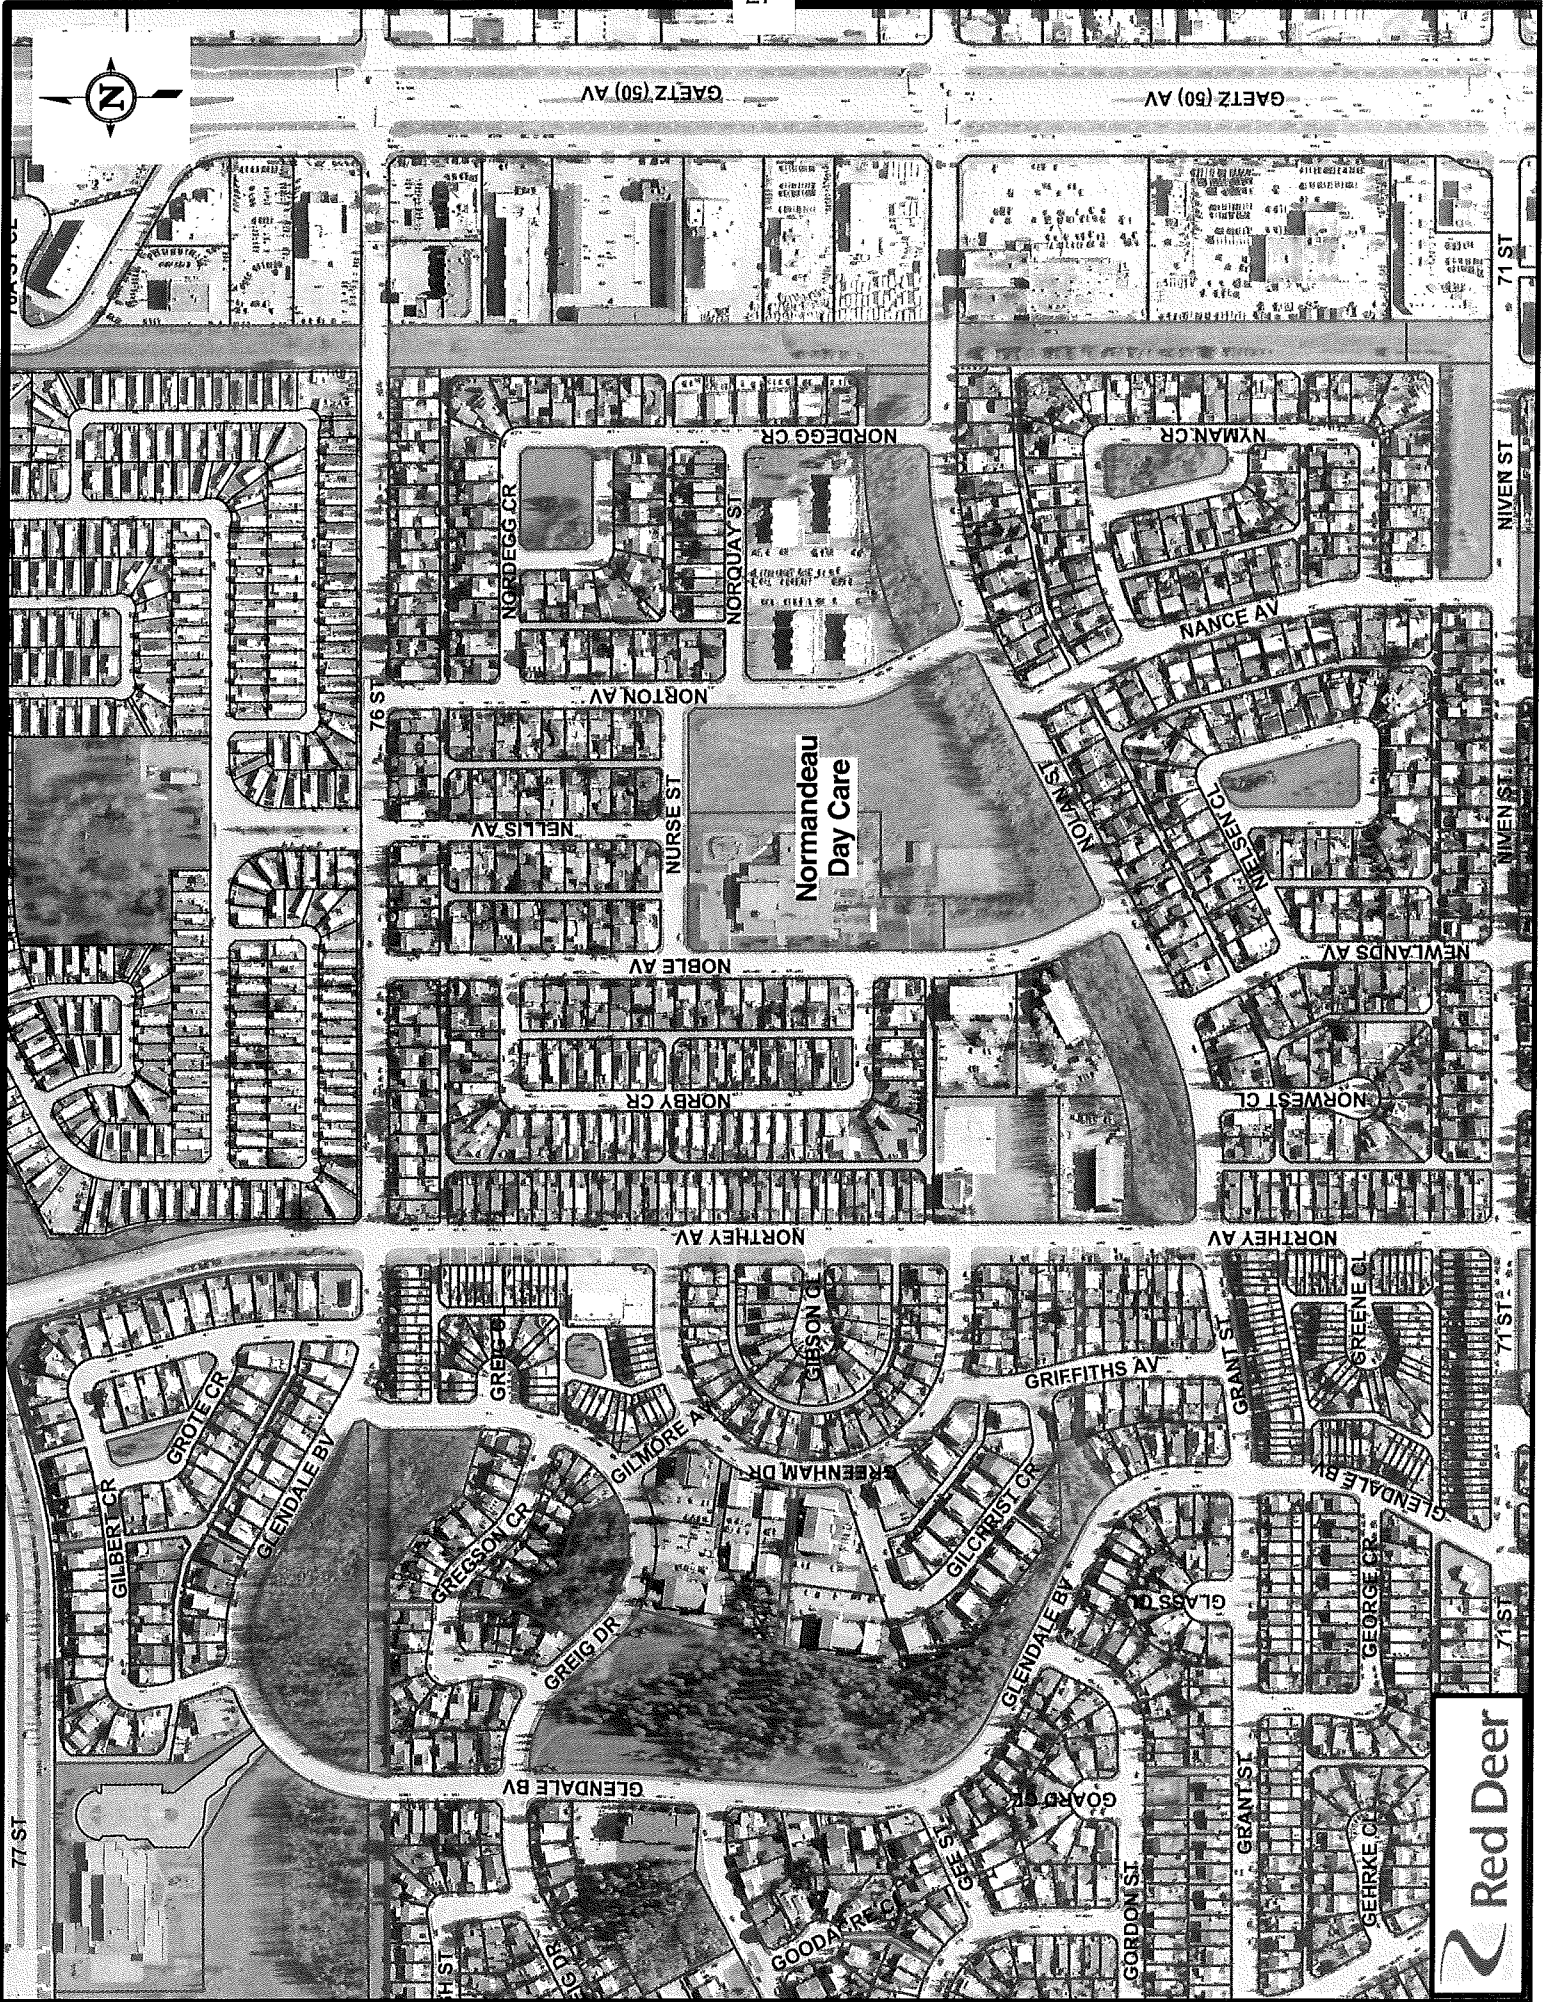 N
GAETZ (50) AV
GAETZ (50) AV
71 ST
76 ST
NORDEGG CR
NORDEGG CR
NORQUAY ST
NYMAN CR
NIVEN ST
NANCE AV
NORTON AV
NELLIS AV
NURSE ST
Normandeau
Day Care
NOLAN ST
NIELSEN CL
NIVEN ST
NOBLE AV
NEWLANDS AV
NORBY CR
NORWEST CL
NORTHEY AV
NORTHEY AV
GROTE CR
GLENDALE BV
GILBERT CR
GREIG
GIBSON CL
GILMORE AV
GREENHAM DR
GRIFFITHS AV
GRANT ST
GREENE CL
71 ST
GREGSON CR
GILCHRIST CR
GLENDALE BV
GREIG DR
GLENDALE BV
GLASS CL
GEORGE CR
71 ST
77 ST
GLENDALE BV
GOARD
GEE ST
GRANT ST
GORDON ST
GOODACRE CL
GEHRKE CL
Red Deer